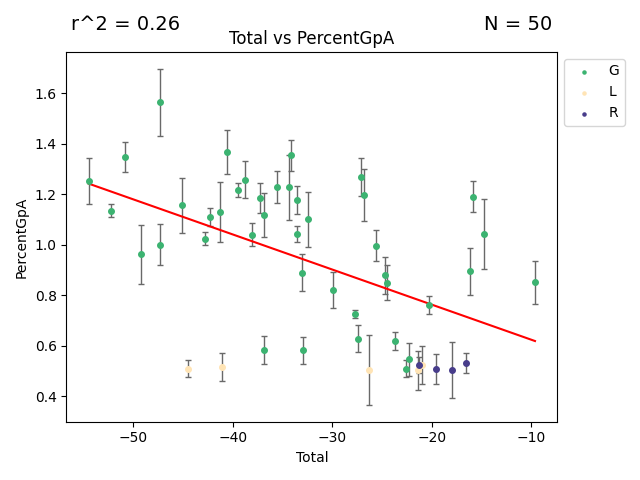 r^2 = 0.26
N = 50
Total vs PercentGpA
G
L
R
1.6
1.4
1.2
1.0
0.8
0.6
0.4
PercentGpA
−50
−40
−30
−20
−10
Total